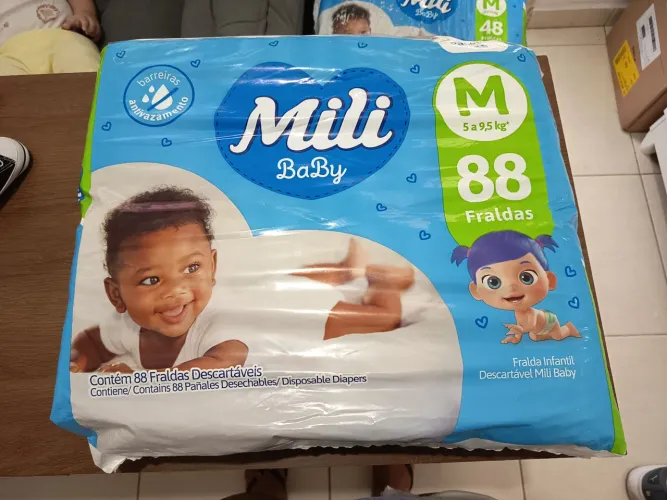 Mili
BaBy
M
48
fraldas
barreiras
antivazamento
Mili
BaBy
M
5 a 9,5 kg*
88
Fraldas
Contém 88 Fraldas Descartáveis
Contiene/ Contains 88 Pañales Desechables/ Disposable Diapers
Fralda Infantil
Descartável Mili Baby